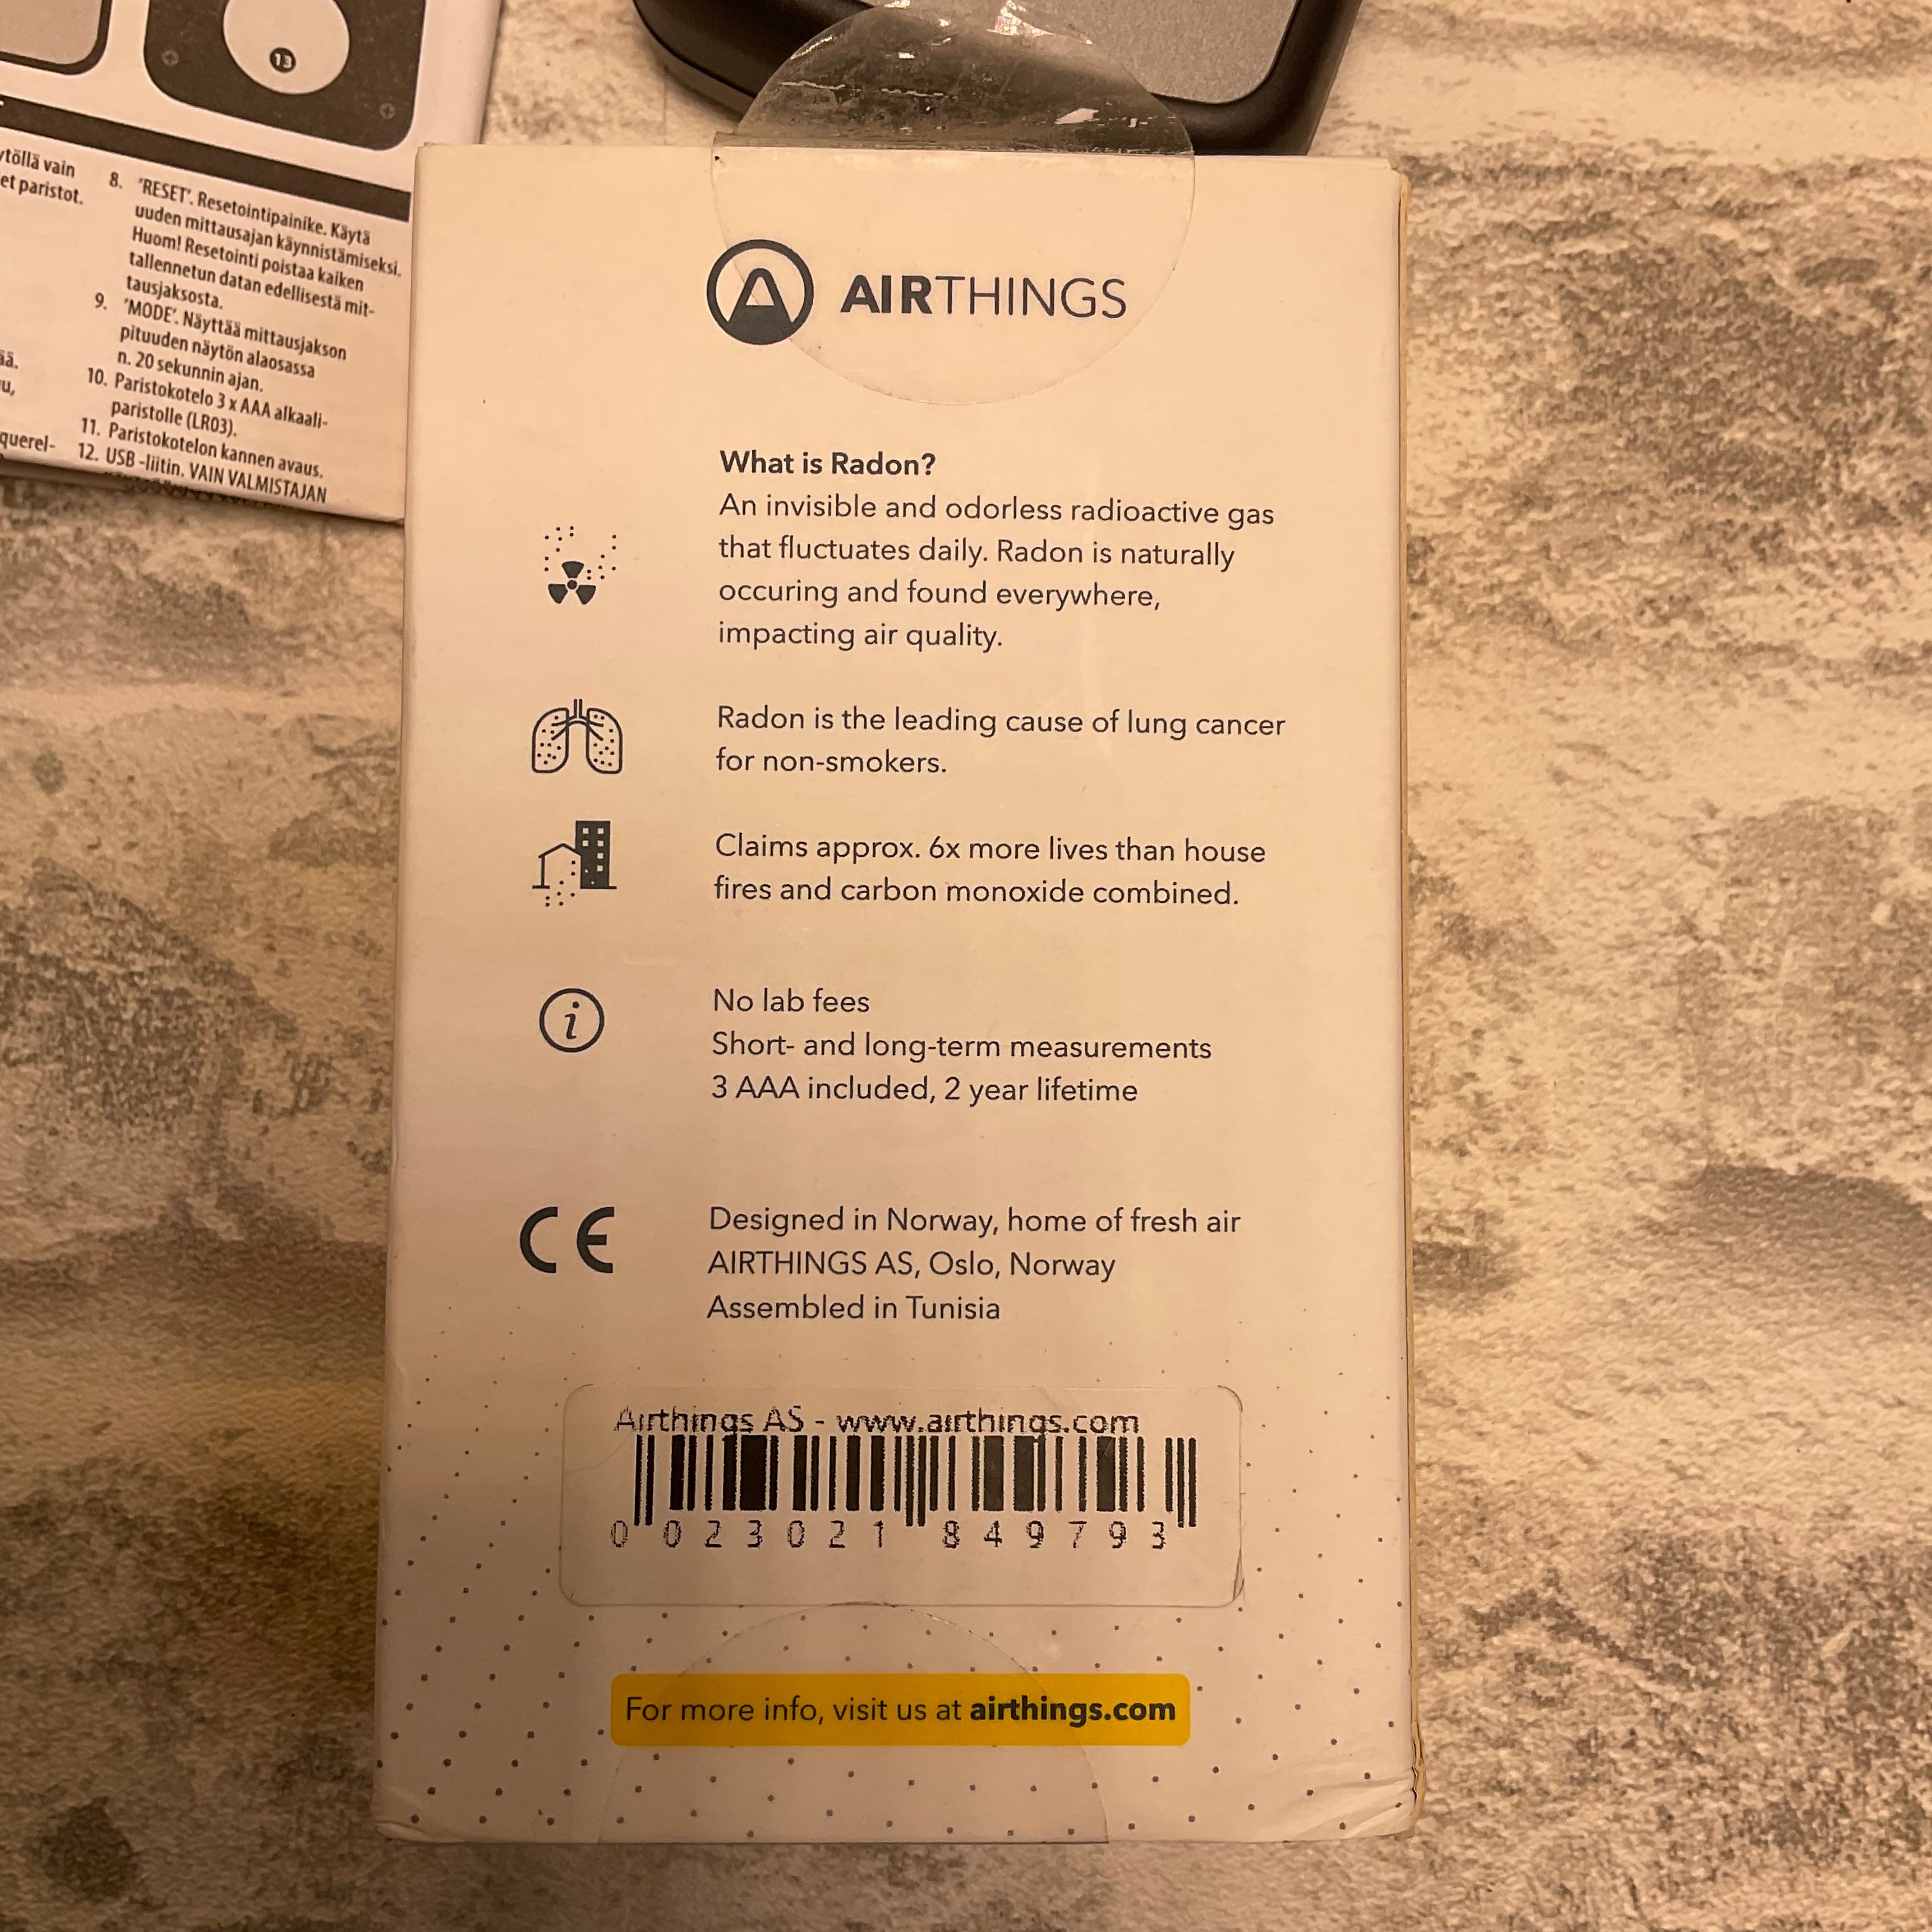 13
ytöllä vain
et paristot.
ää.
u,
querel-
8. 'RESET'. Resetointipainike. Käytä
uuden mittausajan käynnistämiseksi.
Huom! Resetointi poistaa kaiken
tallennetun datan edellisestä mit-
tausjaksosta.
9. 'MODE'. Näyttää mittausjakson
pituuden näytön alaosassa
n. 20 sekunnin ajan.
10. Paristokotelo 3 x AAA alkaali-
paristolle (LR03).
11. Paristokotelon kannen avaus.
12. USB -liitin. VAIN VALMISTAJAN
AIRTHINGS
What is Radon?
An invisible and odorless radioactive gas
that fluctuates daily. Radon is naturally
occuring and found everywhere,
impacting air quality.
Radon is the leading cause of lung cancer
for non-smokers.
Claims approx. 6x more lives than house
fires and carbon monoxide combined.
i
No lab fees
Short- and long-term measurements
3 AAA included, 2 year lifetime
CE
Designed in Norway, home of fresh air
AIRTHINGS AS, Oslo, Norway
Assembled in Tunisia
Airthings AS - www.airthings.com
0 023021 849793
For more info, visit us at airthings.com